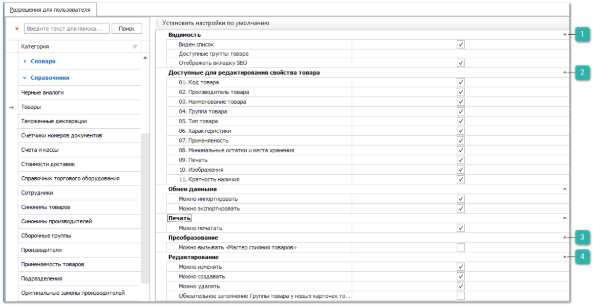 Разрешения для пользователя
Введите текст для поиска...
Поиск
Категория
Словари
Справочники
Черные аналоги
Товары
Таможенные декларации
Счетчики номеров документов
Счета и кассы
Стоимости доставок
Справочник торгового оборудования
Сотрудники
Синонимы товаров
Синонимы производителей
Сборочные группы
Производители
Применяемость товаров
Подразделения
Оригинальные замены производителей
Установить настройки по умолчанию
Видимость
1
Виден список
Доступные группы товара
Отображать вкладку SEO
Доступные для редактирования свойства товара
2
01. Код товара
02. Производитель товара
03. Наименование товара
04. Группа товара
05. Тип товара
06. Характеристики
07. Применяемость
08. Минимальные остатки и места хранения
09. Печать
10. Изображения
11. Кратность наличия
Обмен данными
Можно импортировать
Можно экспортировать
Печать
Можно печатать
Преобразование
3
Можно вызывать «Мастер слияния товаров»
Редактирование
4
Можно изменять
Можно создавать
Можно удалять
Обязательное заполнение Группы товара у новых карточек то...